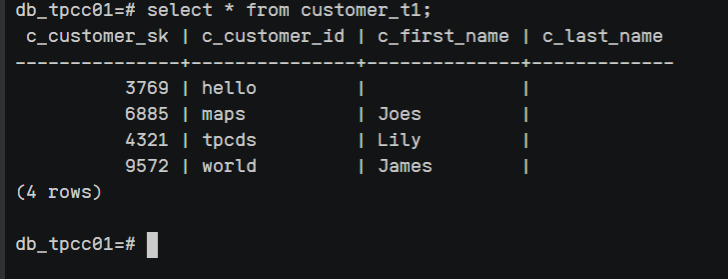 db_tpcc01=# select * from customer_t1;
 c_customer_sk | c_customer_id | c_first_name | c_last_name
---------------+---------------+--------------+-------------
          3769 | hello         |              |
          6885 | maps          | Joes         |
          4321 | tpcds         | Lily         |
          9572 | world         | James        |
(4 rows)

db_tpcc01=#